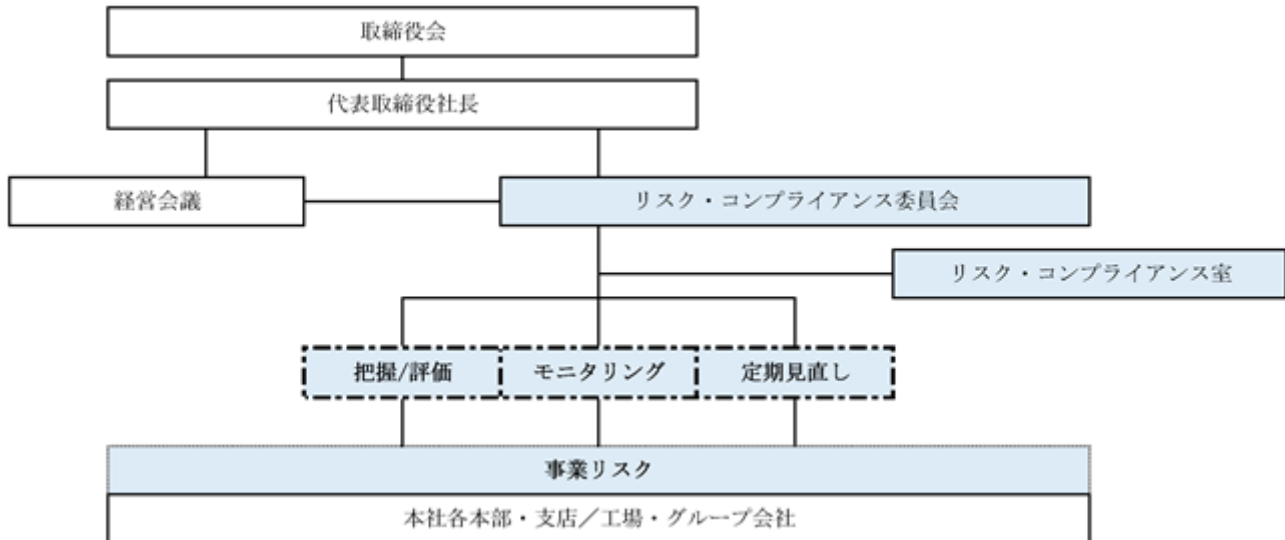 取締役会
代表取締役社長
経営会議
リスク・コンプライアンス委員会
リスク・コンプライアンス室
把握/評価
モニタリング
定期見直し
事業リスク
本社各本部・支店／工場・グループ会社